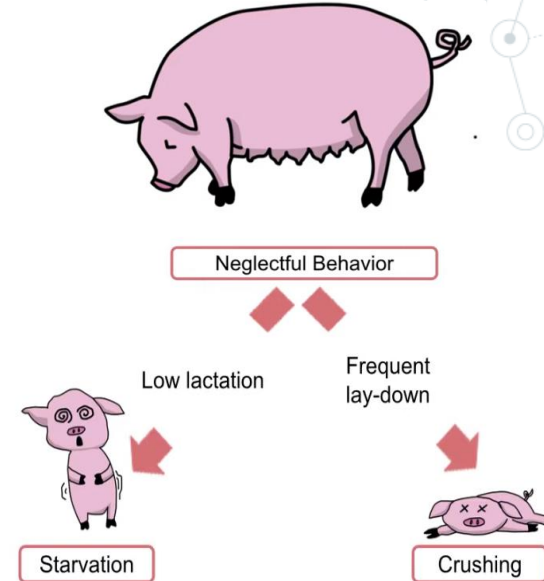 Neglectful Behavior
Low lactation
Frequent
lay-down
Starvation
Crushing